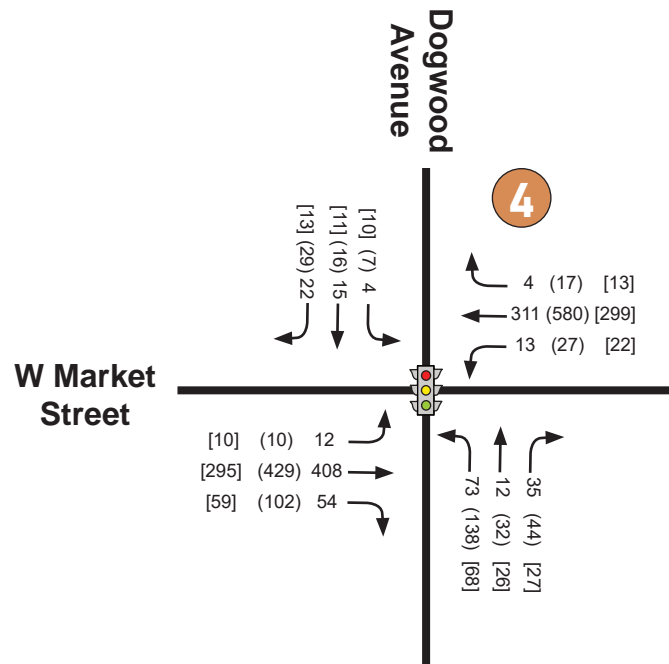 Dogwood
Avenue
4
[13] (29) 22
[11] (16) 15
[10] (7) 4
4 (17) [13]
311 (580) [299]
13 (27) [22]
W Market
Street
[10] (10) 12
[295] (429) 408
[59] (102) 54
73 (138) [68]
12 (32) [26]
35 (44) [27]